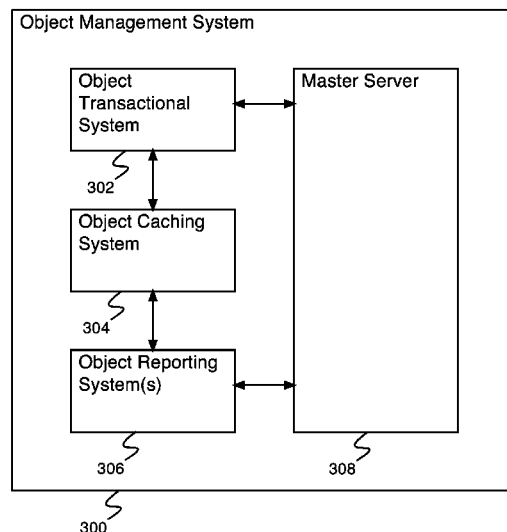 Object Management System
Object
Transactional
System
Master Server
302
Object Caching
System
304
Object Reporting
System(s)
306
308
300